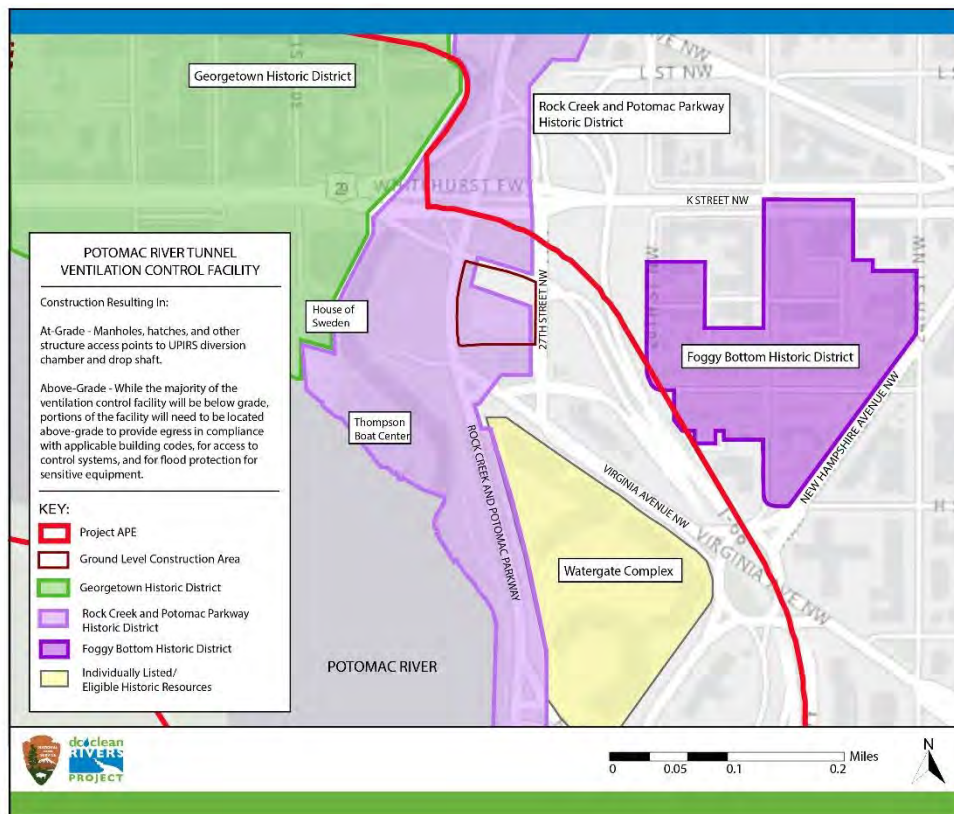 Georgetown Historic District
AVE NW
L ST NW
L S
Rock Creek and Potomac Parkway
Historic District
29
WHITEHURST FW
K STREET NW
27TH STREET NW
POTOMAC RIVER TUNNEL
VENTILATION CONTROL FACILITY
Construction Resulting In:
At-Grade - Manholes, hatches, and other
structure access points to UPIRS diversion
chamber and drop shaft.
Above-Grade - While the majority of the
ventilation control facility will be below grade,
portions of the facility will need to be located
above-grade to provide egress in compliance
with applicable building codes, for access to
control systems, and for flood protection for
sensitive equipment.
KEY:
Project APE
Ground Level Construction Area
Georgetown Historic District
Rock Creek and Potomac Parkway
Historic District
Foggy Bottom Historic District
Individually Listed/
Eligible Historic Resources
House of
Sweden
Thompson
Boat Center
ROCK CREEK AND POTOMAC PARKWAY
Foggy Bottom Historic District
NEW HAMPSHIRE AVENUE NW
VIRGINIA AVENUE NW
I-66
VIRGINIA AVE NW
H S
Watergate Complex
POTOMAC RIVER
dc clean
RIVERS
PROJECT
Miles
0 0.05 0.1 0.2
N